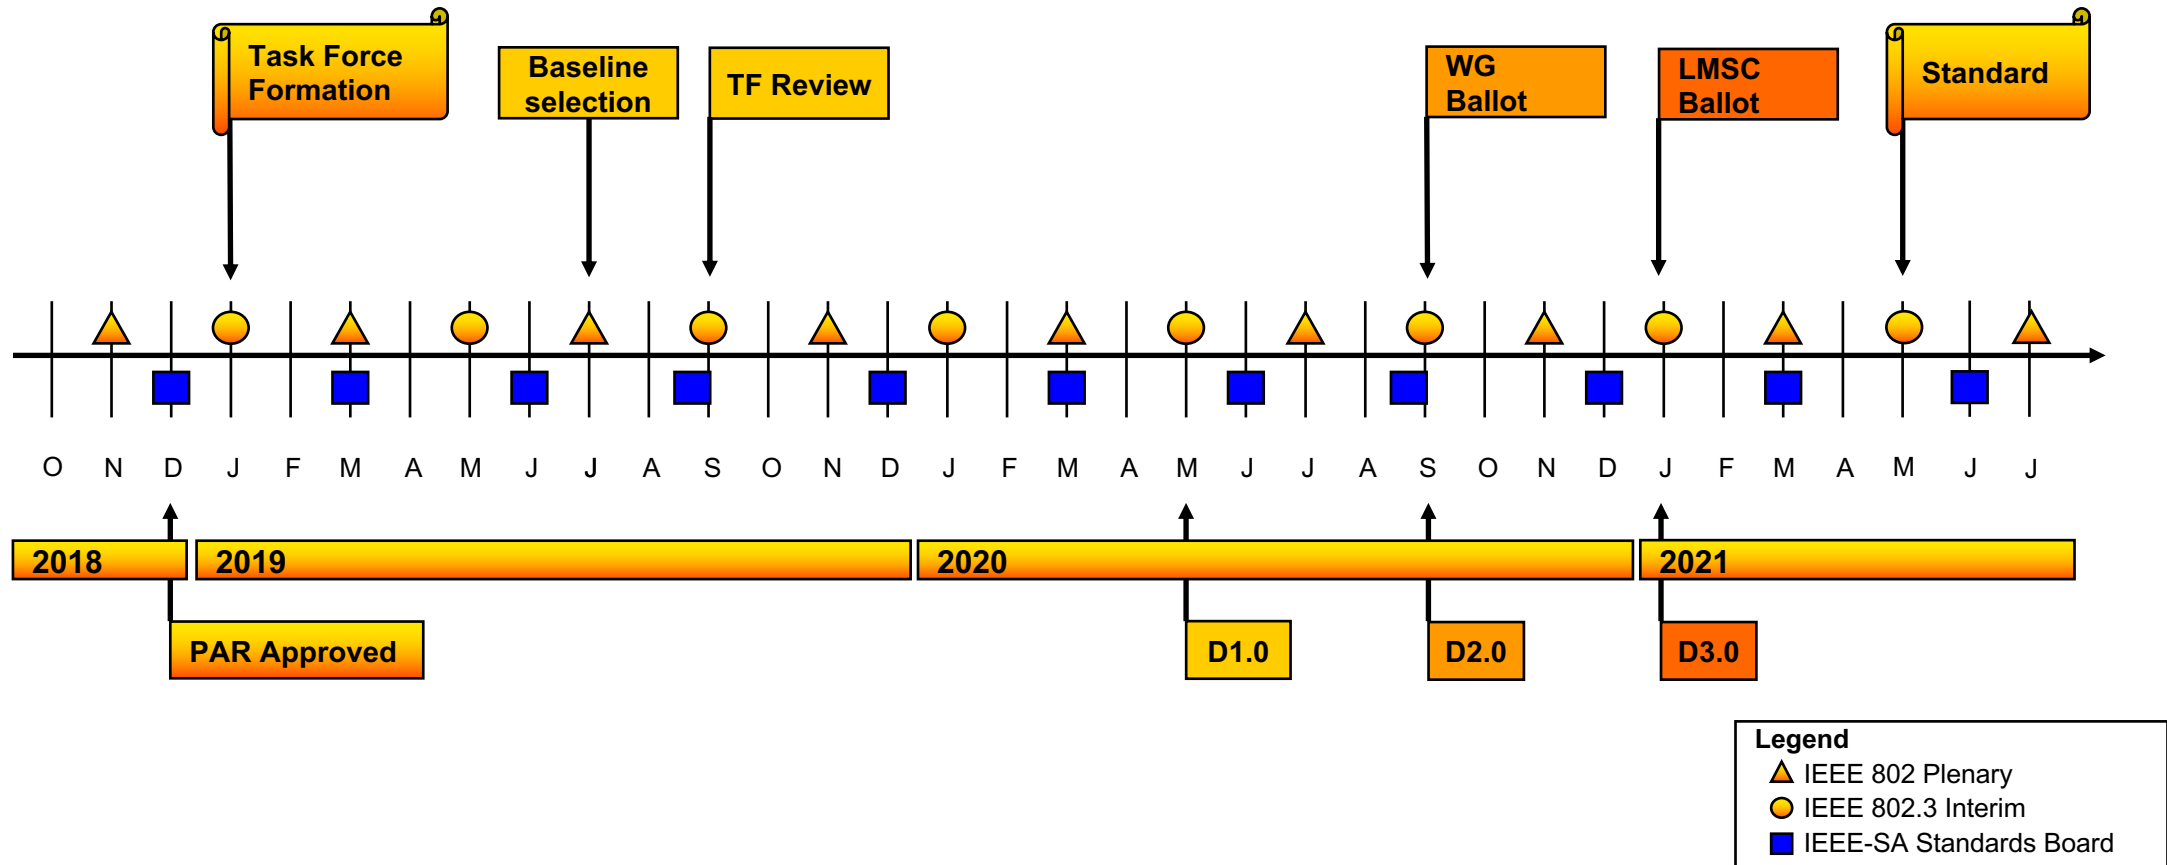 Task Force
Formation
Baseline
selection
TF Review
WG
Ballot
LMSC
Ballot
Standard
O N D J F M A M J J A S O N D J F M A M J J A S O N D J F M A M J J
2018 2019 2020 2021
PAR Approved
D1.0
D2.0
D3.0
Legend
IEEE 802 Plenary
IEEE 802.3 Interim
IEEE-SA Standards Board